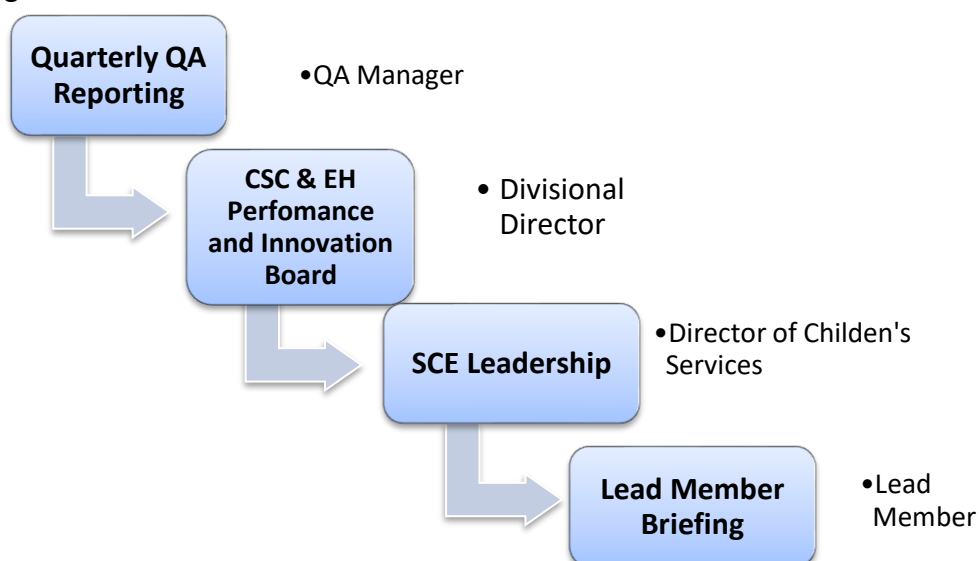 Quarterly QA
Reporting
•QA Manager
CSC & EH
Perfomance
and Innovation
Board
• Divisional
Director
SCE Leadership
•Director of Childen's
Services
Lead Member
Briefing
•Lead
Member